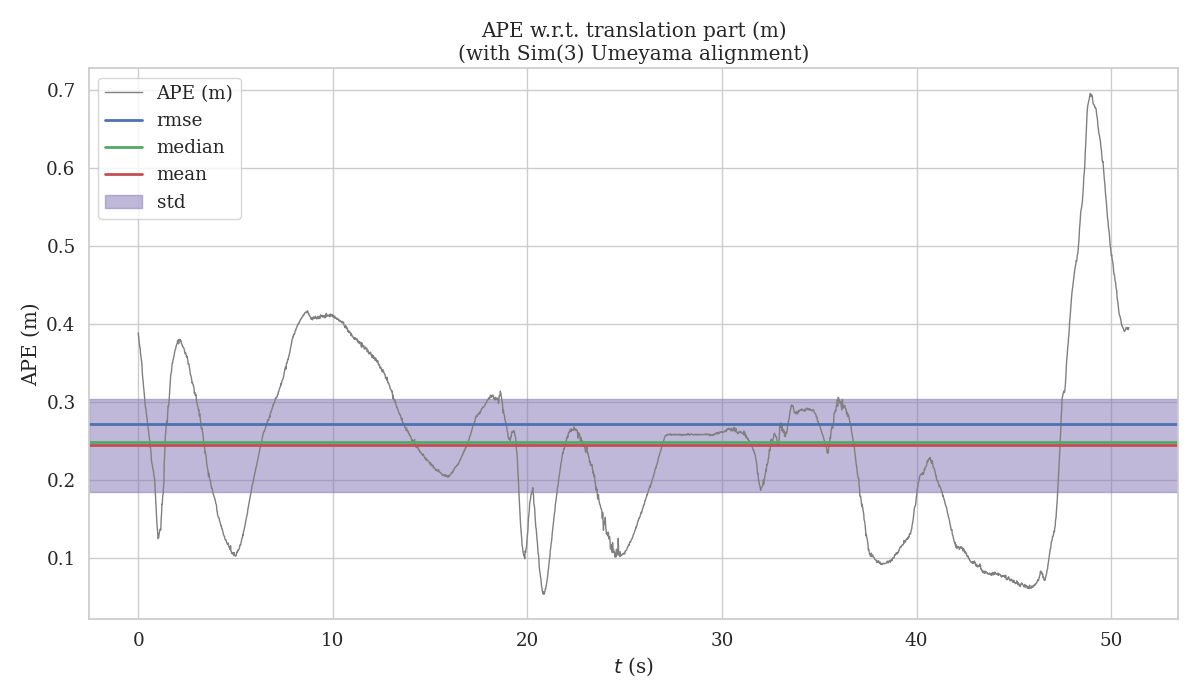 APE w.r.t. translation part (m)
(with Sim(3) Umeyama alignment)
APE (m)
rmse
median
mean
std
0.7
0.6
0.5
0.4
0.3
0.2
0.1
APE (m)
0 10 20 30 40 50
t (s)